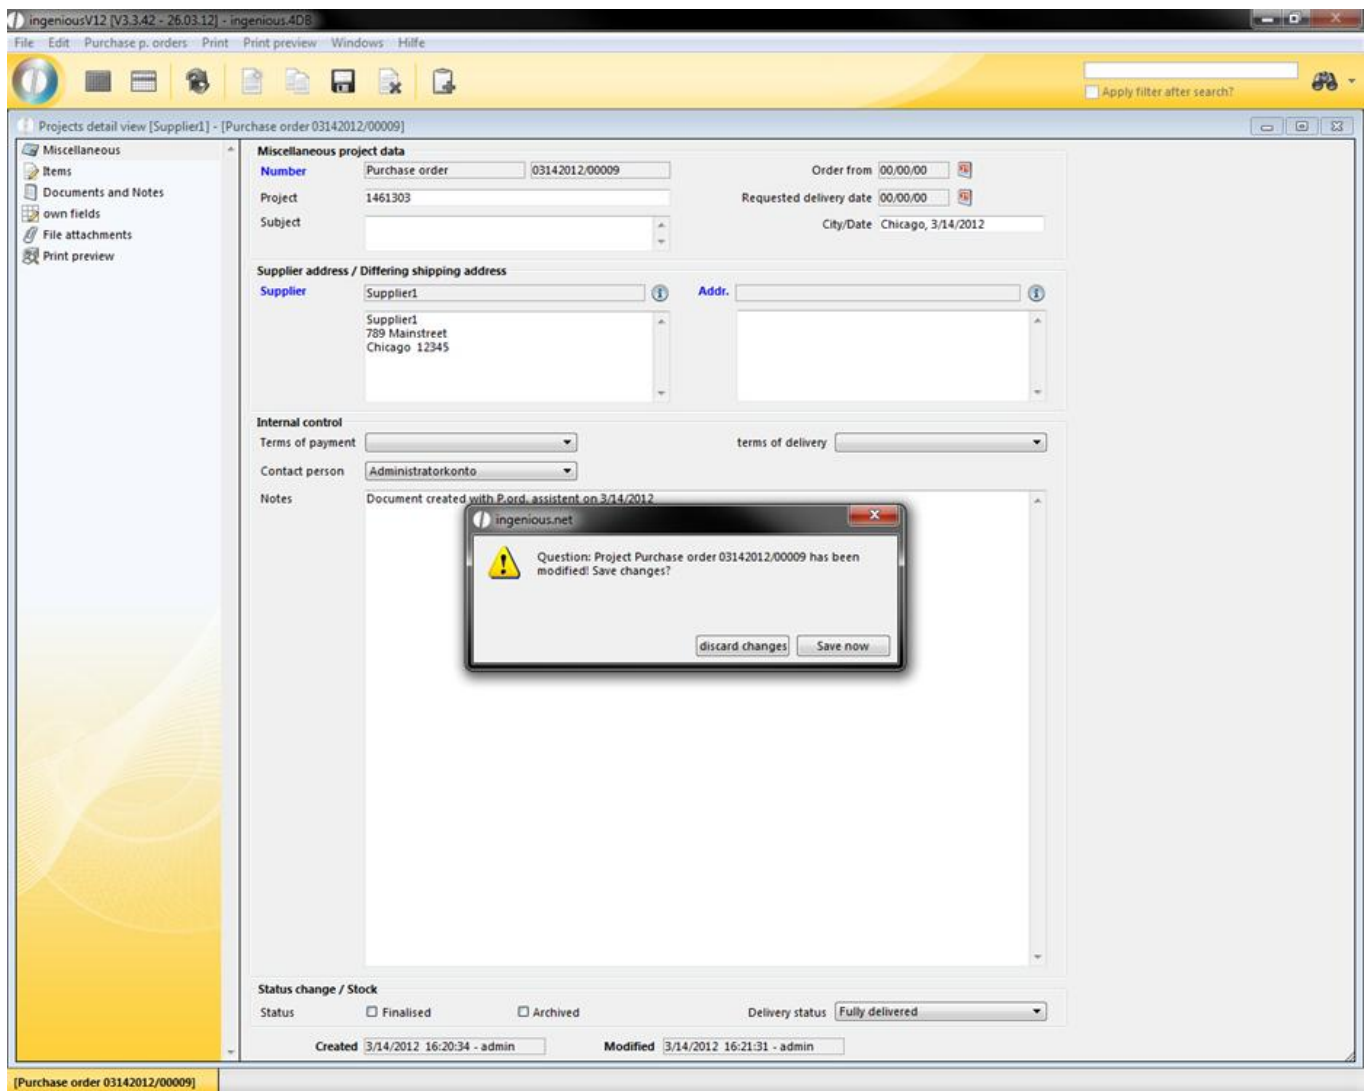 ingeniousV12 [V3.3.42 - 26.03.12] - ingenious.4DB
File Edit Purchase p. orders Print Print preview Windows Hilfe
Apply filter after search?
Projects detail view [Supplier1] - [Purchase order 03142012/00009]
Miscellaneous
Items
Documents and Notes
own fields
File attachments
Print preview
Miscellaneous project data
Number Purchase order 03142012/00009 Order from 00/00/00
Project 1461303 Requested delivery date 00/00/00
Subject City/Date Chicago, 3/14/2012
Supplier address / Differing shipping address
Supplier Supplier1 Addr.
Supplier1
789 Mainstreet
Chicago 12345
Internal control
Terms of payment terms of delivery
Contact person Administratorkonto
Notes Document created with P.ord. assistent on 3/14/2012
ingenious.net
Question: Project Purchase order 03142012/00009 has been
modified! Save changes?
discard changes Save now
Status change / Stock
Status Finalised Archived Delivery status Fully delivered
Created 3/14/2012 16:20:34 - admin Modified 3/14/2012 16:21:31 - admin
[Purchase order 03142012/00009]